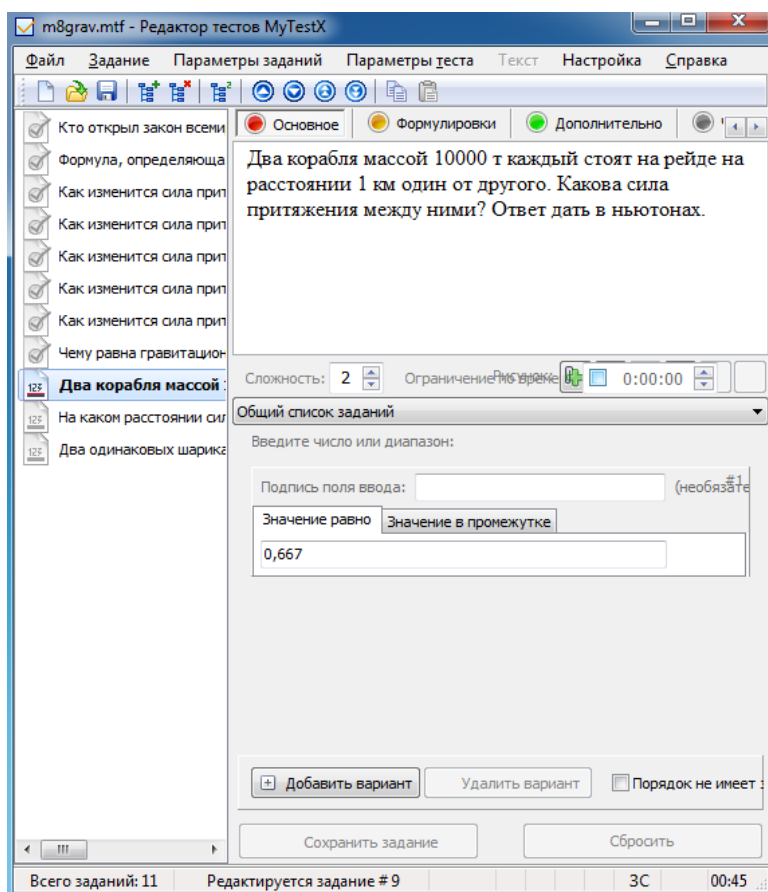 m8grav.mtf - Редактор тестов MyTestX
Файл Задание Параметры заданий Параметры теста Текст Настройка Справка
Основное Формулировки Дополнительно
Кто открыл закон всеми
Формула, определяюща
Как изменится сила прит
Как изменится сила прит
Как изменится сила прит
Как изменится сила прит
Как изменится сила прит
Чему равна гравитацион
Два корабля массой
На каком расстоянии сил
Два одинаковых шарика
Два корабля массой 10000 т каждый стоят на рейде на
расстоянии 1 км один от другого. Какова сила
притяжения между ними? Ответ дать в ньютонах.
Сложность: 2 Ограничение по 0:00:00
Общий список заданий
Введите число или диапазон:
#1
Подпись поля ввода: (необязате
Значение равно Значение в промежутке
0,667
Добавить вариант Удалить вариант Порядок не имеет
Сохранить задание Сбросить
Всего заданий: 11 Редактируется задание # 9 ЗС 00:45